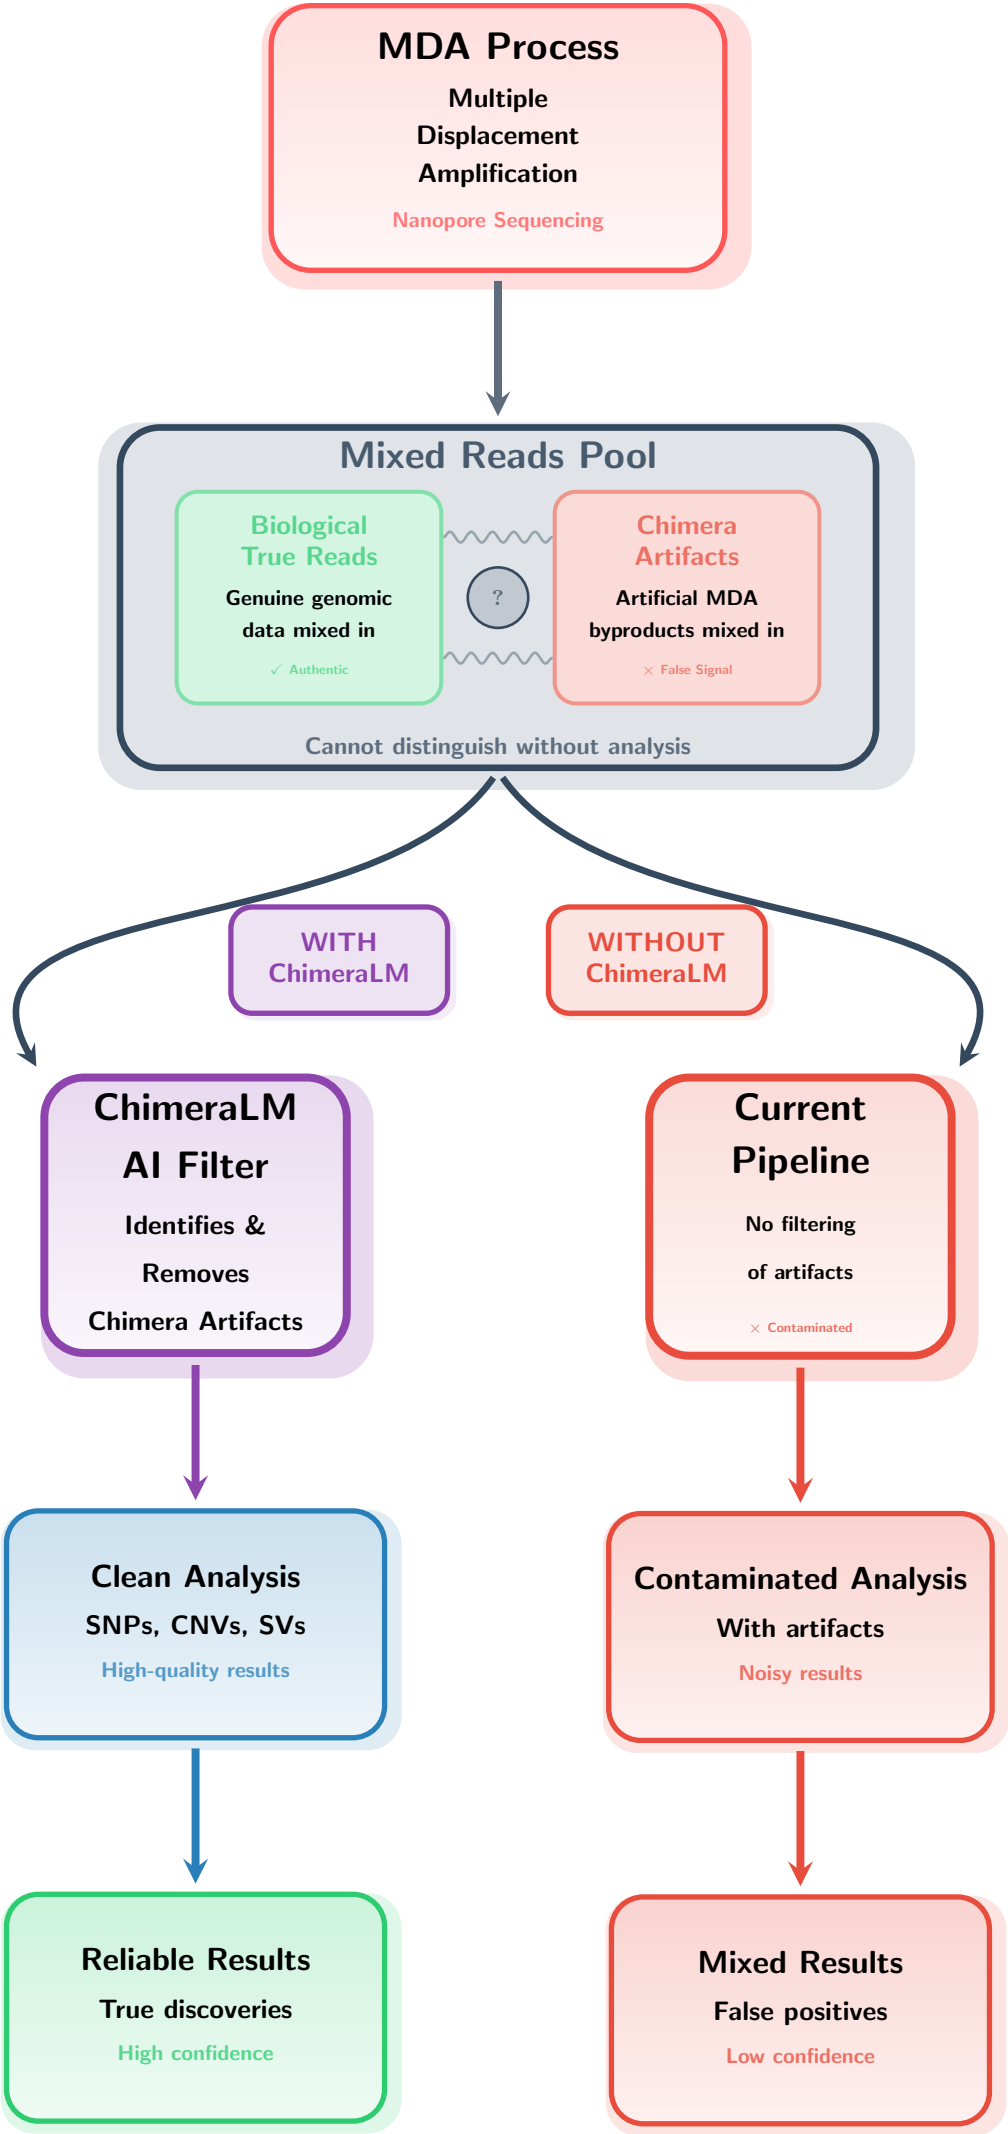 MDA Process
Multiple
Displacement
Amplification
Nanopore Sequencing
Mixed Reads Pool
Biological
True Reads
Genuine genomic
data mixed in
✓ Authentic
?
Chimera
Artifacts
Artificial MDA
byproducts mixed in
× False Signal
Cannot distinguish without analysis
WITH
ChimeraLM
WITHOUT
ChimeraLM
ChimeraLM
AI Filter
Identifies &
Removes
Chimera Artifacts
Current
Pipeline
No filtering
of artifacts
× Contaminated
Clean Analysis
SNPs, CNVs, SVs
High-quality results
Contaminated Analysis
With artifacts
Noisy results
Reliable Results
True discoveries
High confidence
Mixed Results
False positives
Low confidence